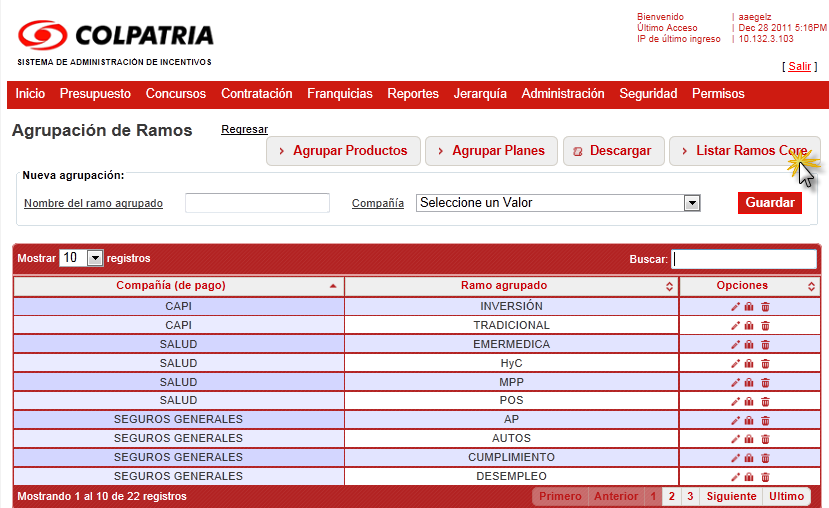 COLPATRIA
SISTEMA DE ADMINISTRACIÓN DE INCENTIVOS
Bienvenido | aaegelz
Último Acceso | Dec 28 2011 5:16PM
IP de último ingreso | 10.132.3.103
[ Salir ]
Inicio Presupuesto Concursos Contratación Franquicias Reportes Jerarquía Administración Seguridad Permisos
Agrupación de Ramos Regresar
Agrupar Productos Agrupar Planes Descargar Listar Ramos Core
Nueva agrupación:
Nombre del ramo agrupado Compañía Seleccione un Valor Guardar
Mostrar 10 registros Buscar:
Compañía (de pago) Ramo agrupado Opciones
CAPI INVERSIÓN
CAPI TRADICIONAL
SALUD EMERMEDICA
SALUD HyC
SALUD MPP
SALUD POS
SEGUROS GENERALES AP
SEGUROS GENERALES AUTOS
SEGUROS GENERALES CUMPLIMIENTO
SEGUROS GENERALES DESEMPLEO
Mostrando 1 al 10 de 22 registros Primero Anterior 1 2 3 Siguiente Ultimo